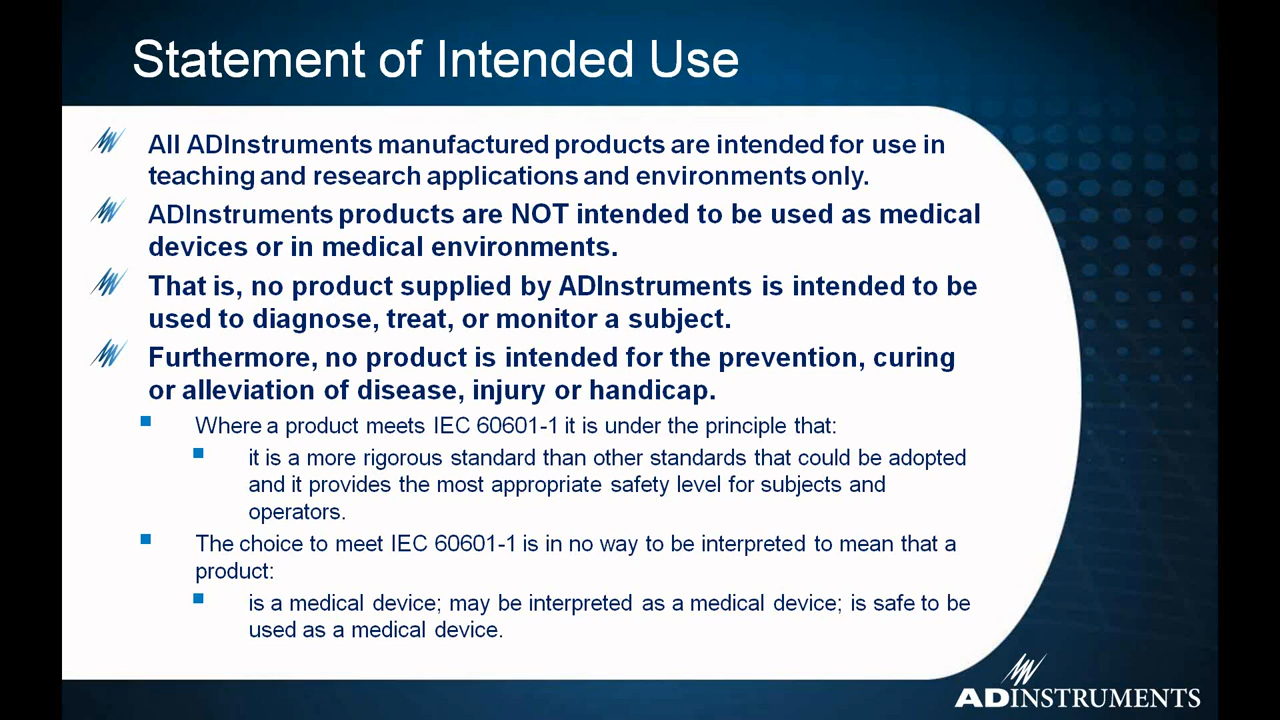 Statement of Intended Use
All ADInstruments manufactured products are intended for use in
teaching and research applications and environments only.
ADInstruments products are NOT intended to be used as medical
devices or in medical environments.
That is, no product supplied by ADInstruments is intended to be
used to diagnose, treat, or monitor a subject.
Furthermore, no product is intended for the prevention, curing
or alleviation of disease, injury or handicap.
Where a product meets IEC 60601-1 it is under the principle that:
it is a more rigorous standard than other standards that could be adopted
and it provides the most appropriate safety level for subjects and
operators.
The choice to meet IEC 60601-1 is in no way to be interpreted to mean that a
product:
is a medical device; may be interpreted as a medical device; is safe to be
used as a medical device.
ADINSTRUMENTS